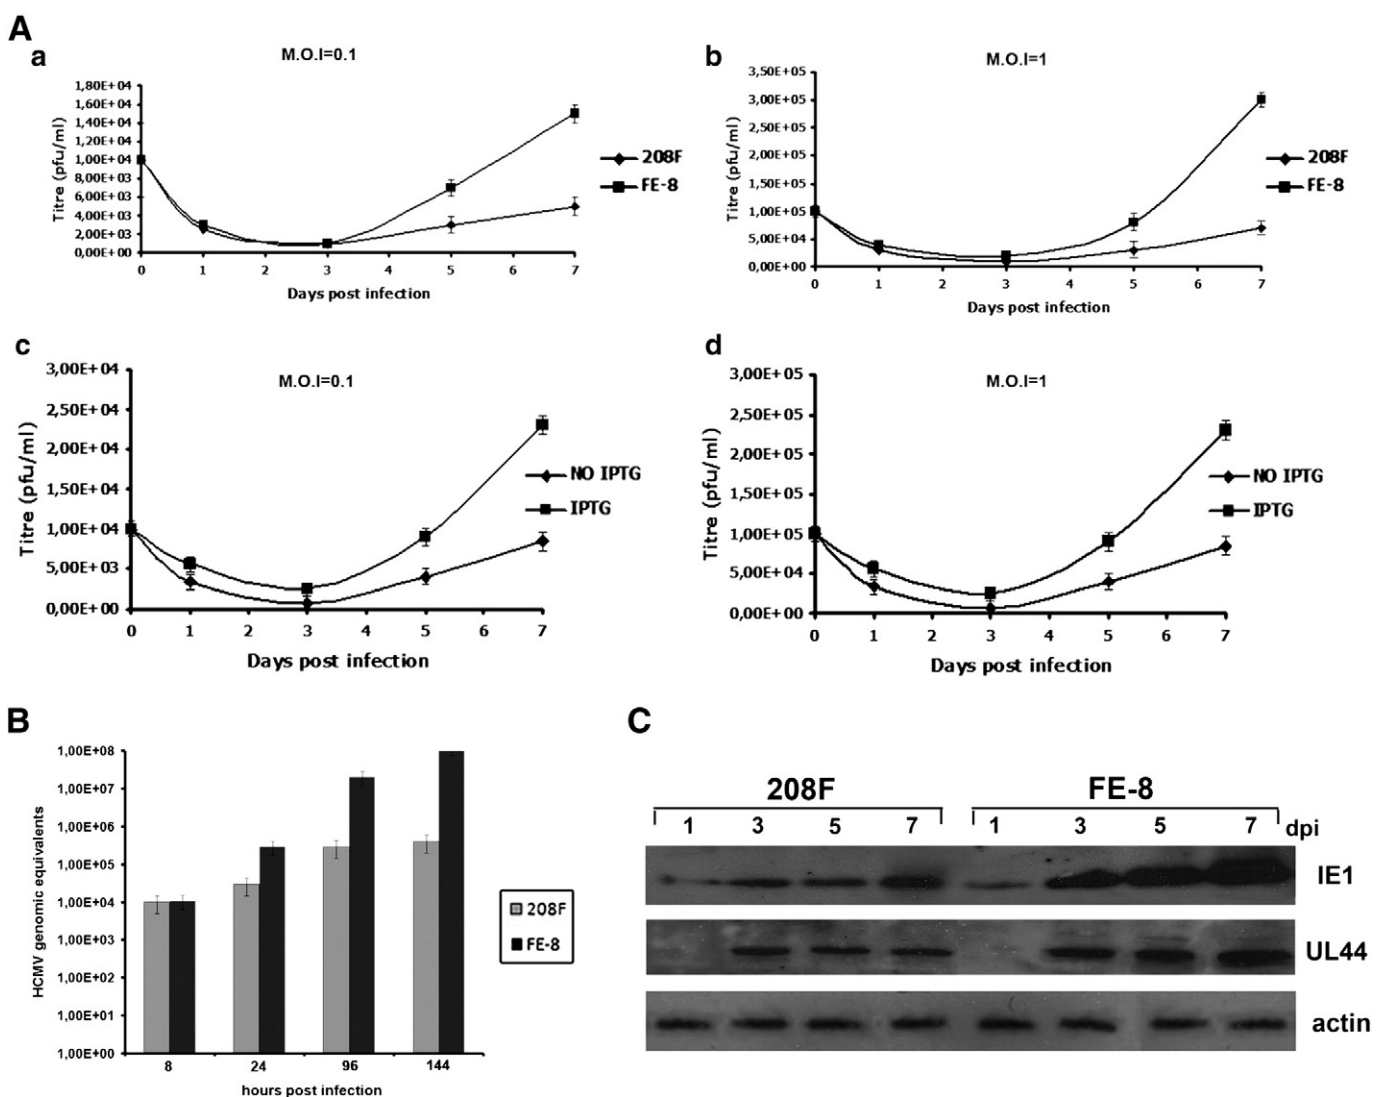 A
a
M.O.I=0.1
Titre (pfu/ml)
1,80E+04
1,60E+04
1,40E+04
1,20E+04
1,00E+04
8,00E+03
6,00E+03
4,00E+03
2,00E+03
0,00E+00
0 1 2 3 4 5 6 7
Days post infection
208F
FE-8
b
M.O.I=1
Titre (pfu/ml)
3,50E+05
3,00E+05
2,50E+05
2,00E+05
1,50E+05
1,00E+05
5,00E+04
0,00E+00
0 1 2 3 4 5 6 7
Days post infection
208F
FE-8
c
M.O.I=0.1
Titre (pfu/ml)
3,00E+04
2,50E+04
2,00E+04
1,50E+04
1,00E+04
5,00E+03
0,00E+00
0 1 2 3 4 5 6 7
Days post infection
NO IPTG
IPTG
d
M.O.I=1
Titre (pfu/ml)
3,00E+05
2,50E+05
2,00E+05
1,50E+05
1,00E+05
5,00E+04
0,00E+00
0 1 2 3 4 5 6 7
Days post infection
NO IPTG
IPTG
B
HCMV genomic equivalents
1,00E+08
1,00E+07
1,00E+06
1,00E+05
1,00E+04
1,00E+03
1,00E+02
1,00E+01
1,00E+00
8 24 96 144
hours post infection
208F
FE-8
C
208F FE-8
1 3 5 7 1 3 5 7 dpi
IE1
UL44
actin